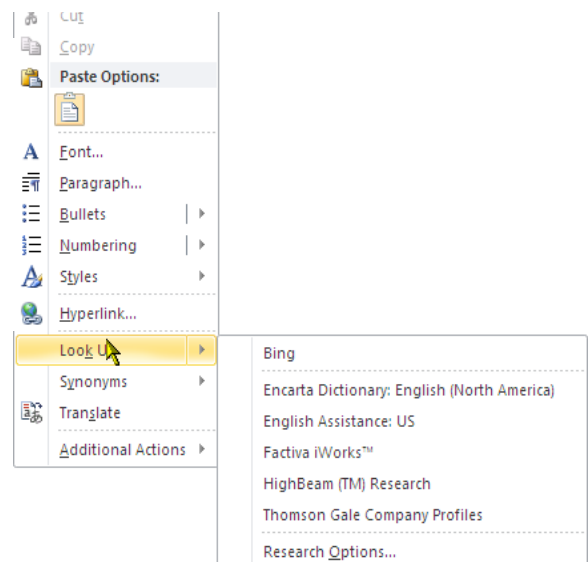 Cut
Copy
Paste Options:
Font...
Paragraph...
Bullets
Numbering
Styles
Hyperlink...
Look U
Synonyms
Translate
Additional Actions
Bing
Encarta Dictionary: English (North America)
English Assistance: US
Factiva iWorks™
HighBeam (TM) Research
Thomson Gale Company Profiles
Research Options...